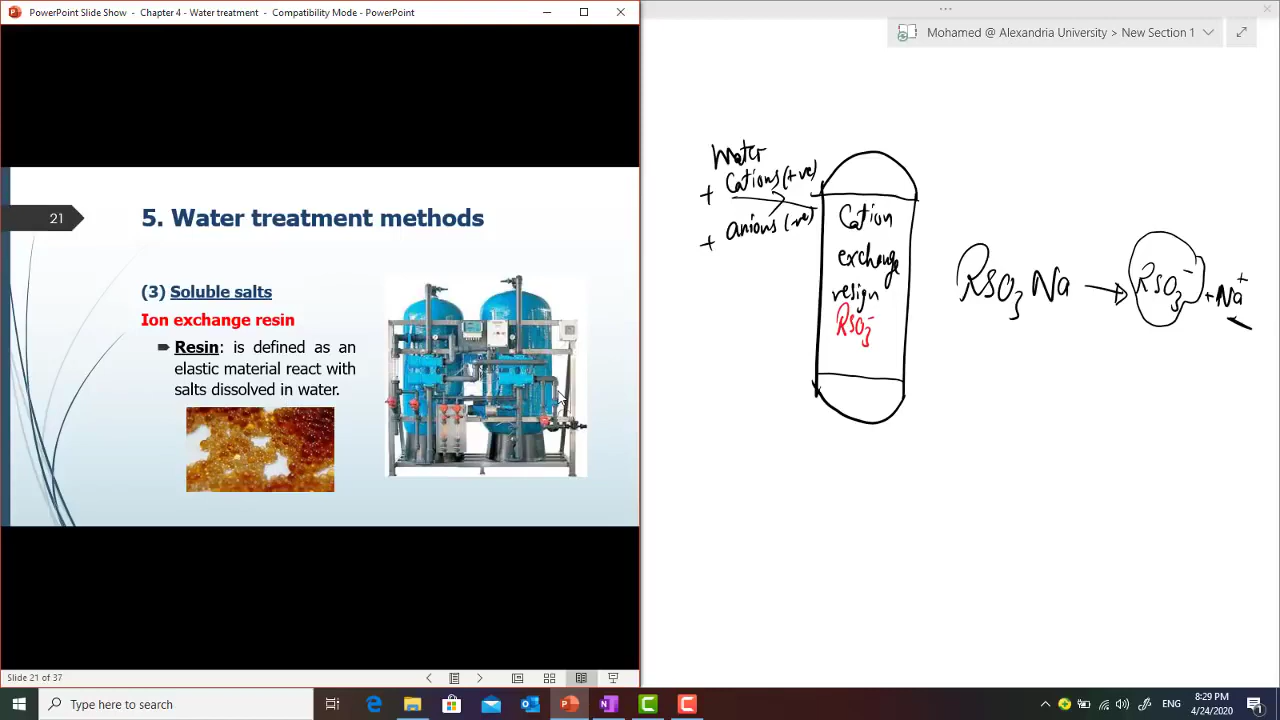 PowerPoint Slide Show - Chapter 4 - Water treatment - Compatibility Mode - PowerPoint
21
5. Water treatment methods
(3) Soluble salts
Ion exchange resin
Resin: is defined as an
elastic material react with
salts dissolved in water.
Slide 21 of 37
Mohamed @ Alexandria University > New Section 1
Water
+ Cations (+ve)
+ anions (-ve)
Cation
exchange
resign
RSO3-
RSO3 Na → RSO3- + Na+
Type here to search
ENG
8:29 PM
4/24/2020